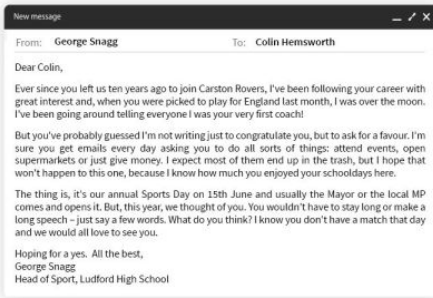 New message
From: George Snagg To: Colin Hemsworth
Dear Colin,
Ever since you left us ten years ago to join Carston Rovers, I've been following your career with
great interest and, when you were picked to play for England last month, I was over the moon.
I've been going around telling everyone I was your very first coach!
But you've probably guessed I'm not writing just to congratulate you, but to ask for a favour. I'm
sure you get emails every day asking you to do all sorts of things: attend events, open
supermarkets or just give money. I expect most of them end up in the trash, but I hope that
won't happen to this one, because I know how much you enjoyed your schooldays here.
The thing is, it's our annual Sports Day on 15th June and usually the Mayor or the local MP
comes and opens it. But, this year, we thought of you. You wouldn't have to stay long or make a
long speech – just say a few words. What do you think? I know you don't have a match that day
and we would all love to see you.
Hoping for a yes. All the best,
George Snagg
Head of Sport, Ludford High School